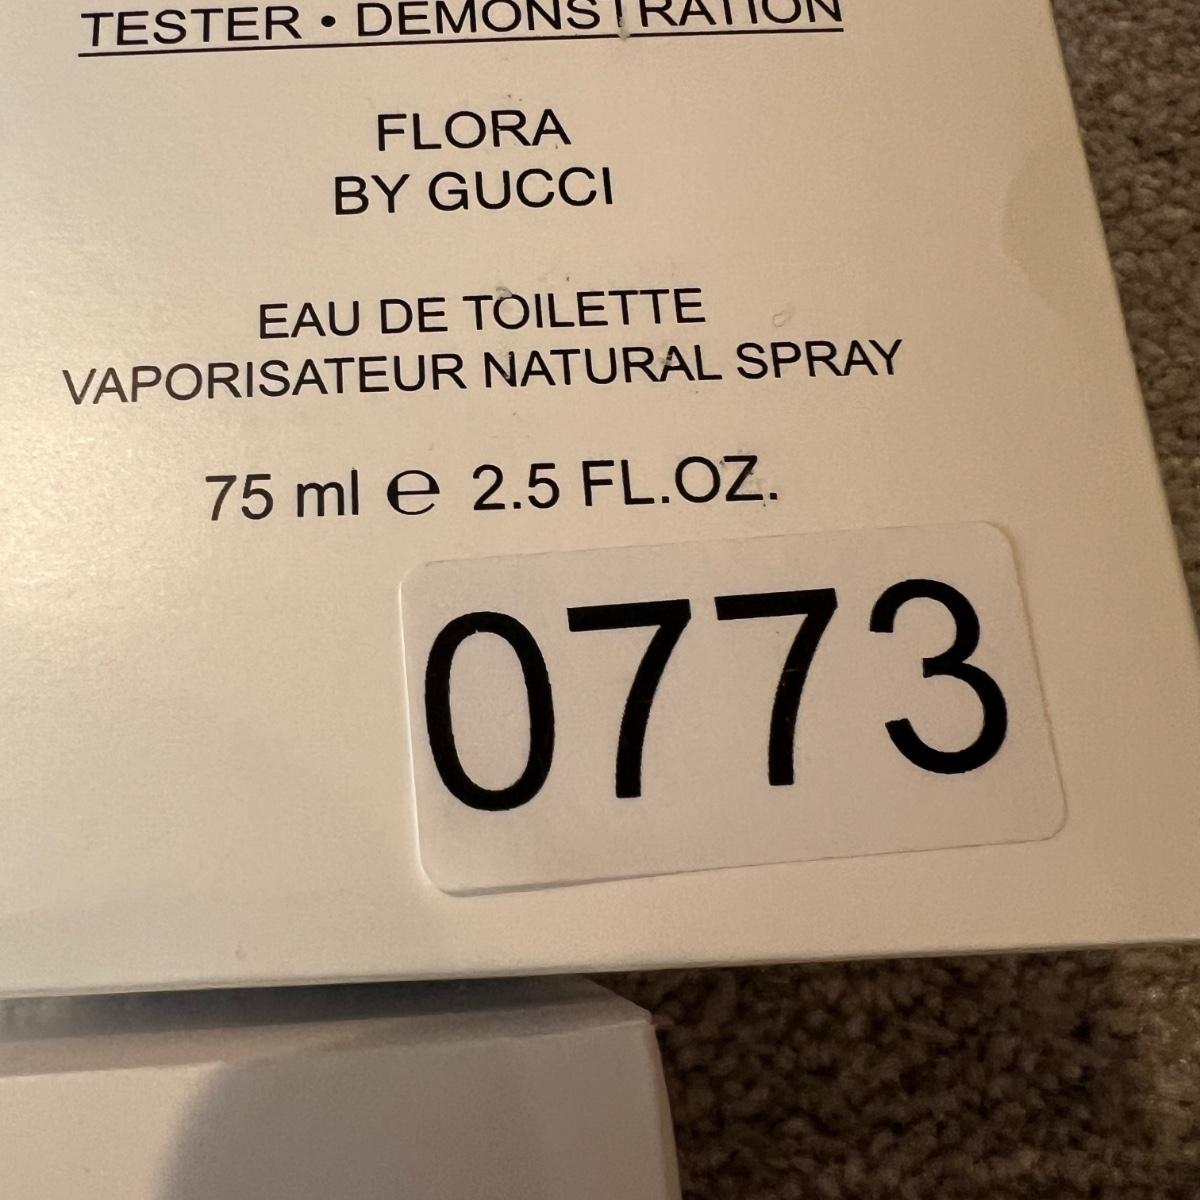 TESTER • DEMONSTRATION
FLORA
BY GUCCI
EAU DE TOILETTE
VAPORISATEUR NATURAL SPRAY
75 ml ℮ 2.5 FL.OZ.
0773